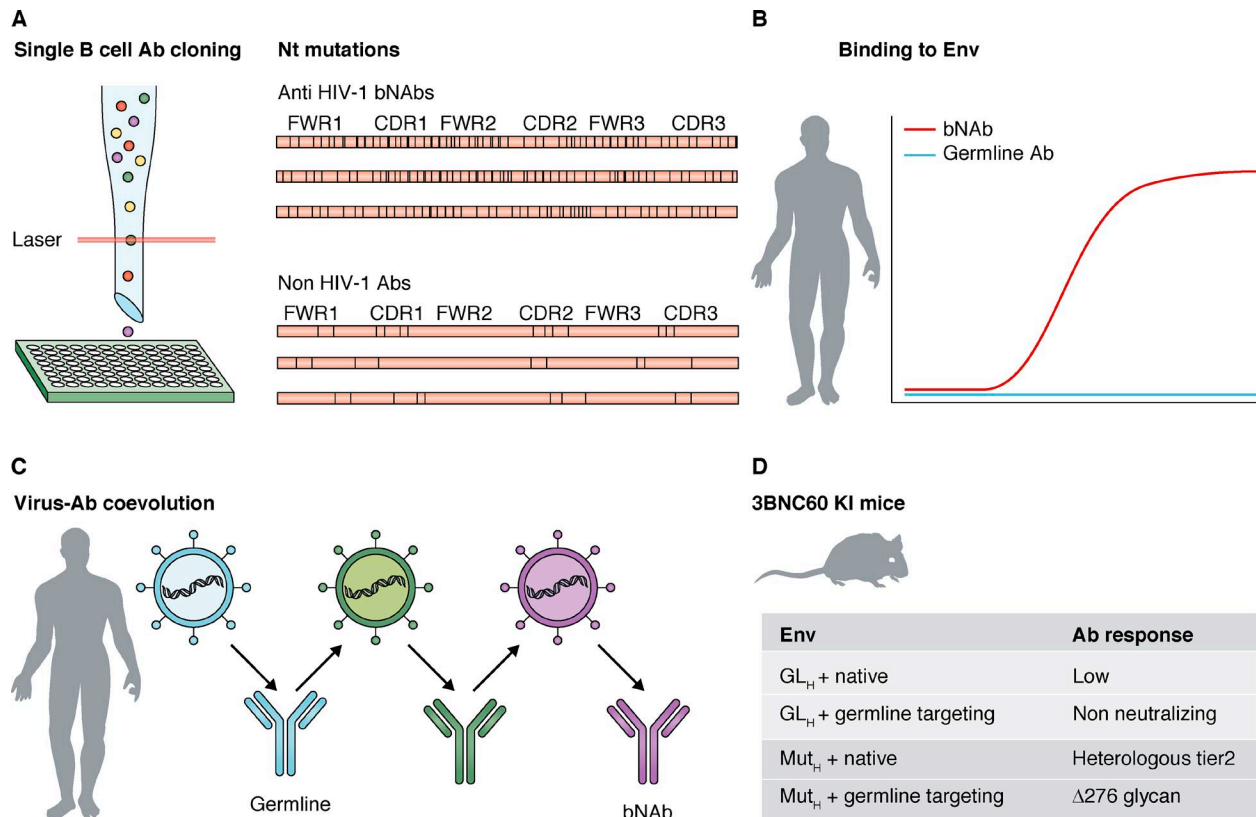 A
Single B cell Ab cloning
Laser
Nt mutations
Anti HIV-1 bNAbs
FWR1 CDR1 FWR2 CDR2 FWR3 CDR3
Non HIV-1 Abs
FWR1 CDR1 FWR2 CDR2 FWR3 CDR3
B
Binding to Env
bNAb
Germline Ab
C
Virus-Ab coevolution
Germline
bNAb
D
3BNC60 KI mice
Env Ab response
GL_H + native Low
GL_H + germline targeting Non neutralizing
Mut_H + native Heterologous tier2
Mut_H + germline targeting Δ276 glycan